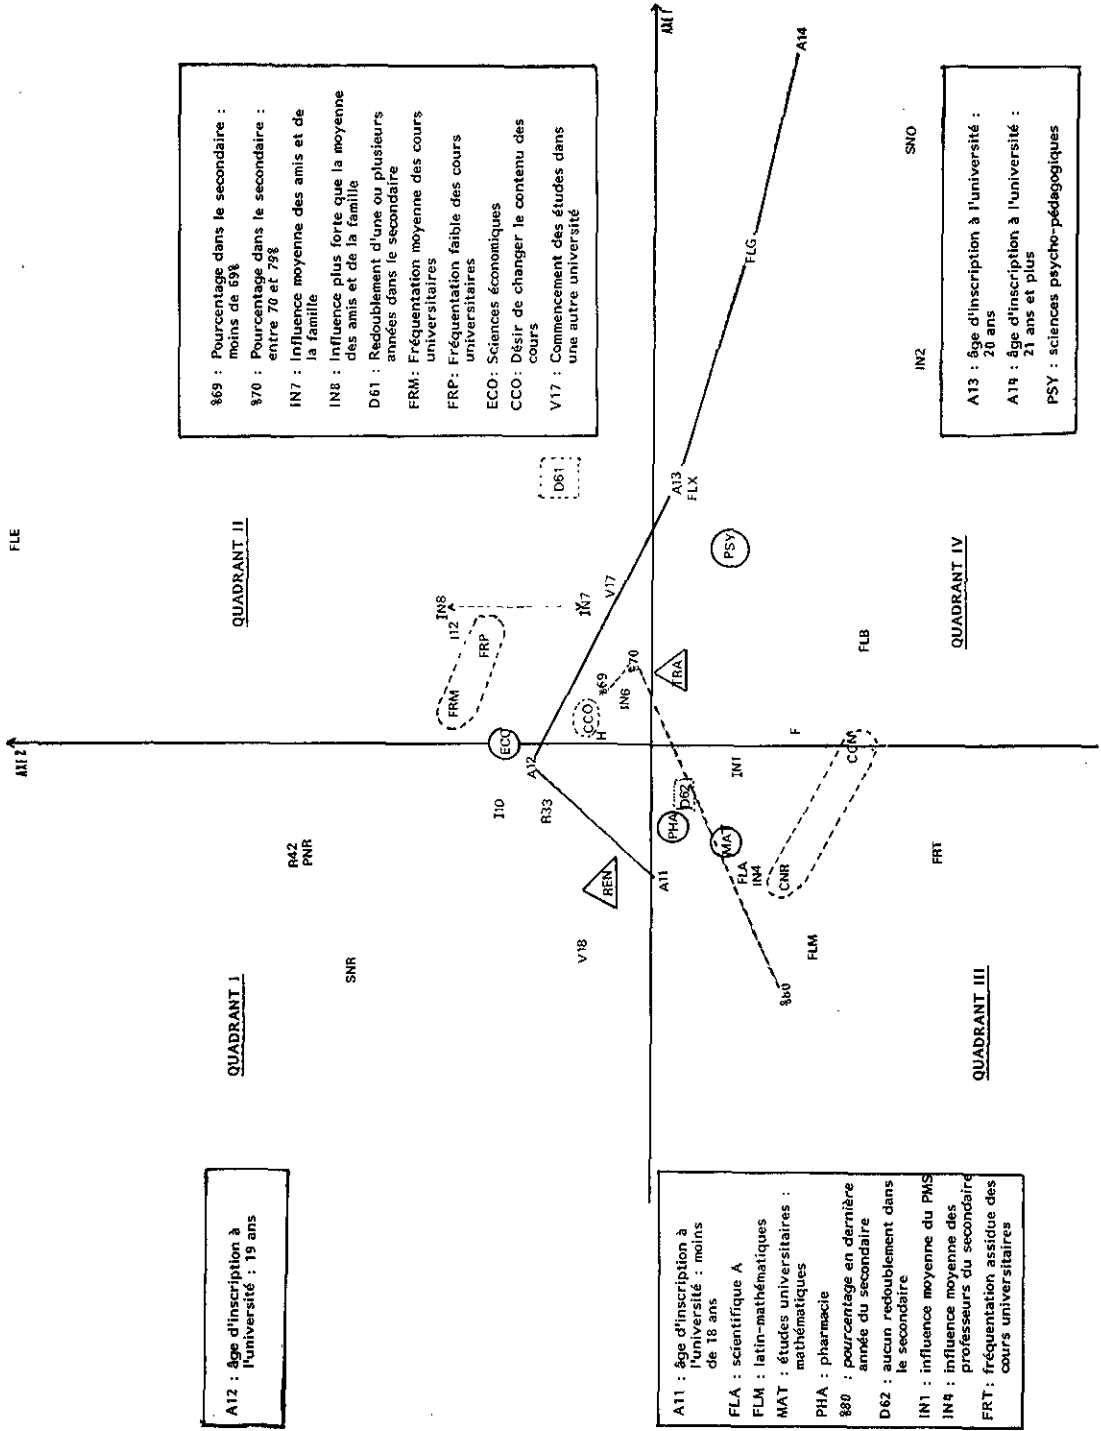 FLE
AXE 2
AXE 1
QUADRANT I
QUADRANT II
A12 : âge d'inscription à
l'université : 19 ans
%69 : Pourcentage dans le secondaire :
moins de 69%
%70 : Pourcentage dans le secondaire :
entre 70 et 79%
IN7 : Influence moyenne des amis et de
la famille
IN8 : Influence plus forte que la moyenne
des amis et de la famille
D61 : Redoublement d'une ou plusieurs
années dans le secondaire
FRM: Fréquentation moyenne des cours
universitaires
FRP: Fréquentation faible des cours
universitaires
ECO: Sciences économiques
CCO: Désir de changer le contenu des
cours
V17 : Commencement des études dans
une autre université
R42
PNR
SNR
IN8
I12
FRM
FRP
I10
ECO
R33
A12
D61
IN7
V17
CCO
H
%69
IN6
%70
V18
REN
A11
TRA
A13
FLX
PHA
D62
PSY
MAT
IN1
FLA
IN4
CNR
F
CON
FLM
%80
FLB
FRT
FLG
A14
IN2
SNO
QUADRANT III
QUADRANT IV
A11 : âge d'inscription à
l'université : moins
de 18 ans
FLA : scientifique A
FLM : latin-mathématiques
MAT : études universitaires :
mathématiques
PHA : pharmacie
%80 : pourcentage en dernière
année du secondaire
D62 : aucun redoublement dans
le secondaire
IN1 : influence moyenne du PMS
IN4 : influence moyenne des
professeurs du secondaire
FRT : fréquentation assidue des
cours universitaires
A13 : âge d'inscription à l'université :
20 ans
A14 : âge d'inscription à l'université :
21 ans et plus
PSY : sciences psycho-pédagogiques